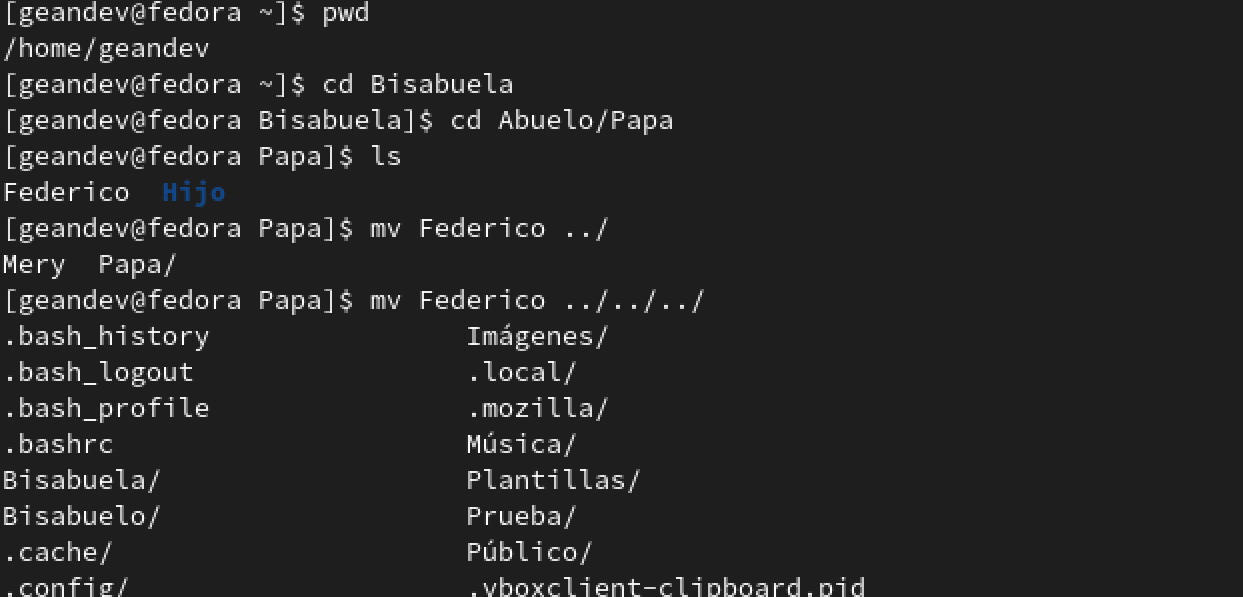 [geandev@fedora ~]$ pwd
/home/geandev
[geandev@fedora ~]$ cd Bisabuela
[geandev@fedora Bisabuela]$ cd Abuelo/Papa
[geandev@fedora Papa]$ ls
Federico  Hijo
[geandev@fedora Papa]$ mv Federico ../
Mery  Papa/
[geandev@fedora Papa]$ mv Federico ../../../
.bash_history                Imágenes/
.bash_logout                 .local/
.bash_profile                .mozilla/
.bashrc                      Música/
Bisabuela/                   Plantillas/
Bisabuelo/                   Prueba/
.cache/                      Público/
.config/                     .vboxclient-clipboard.pid